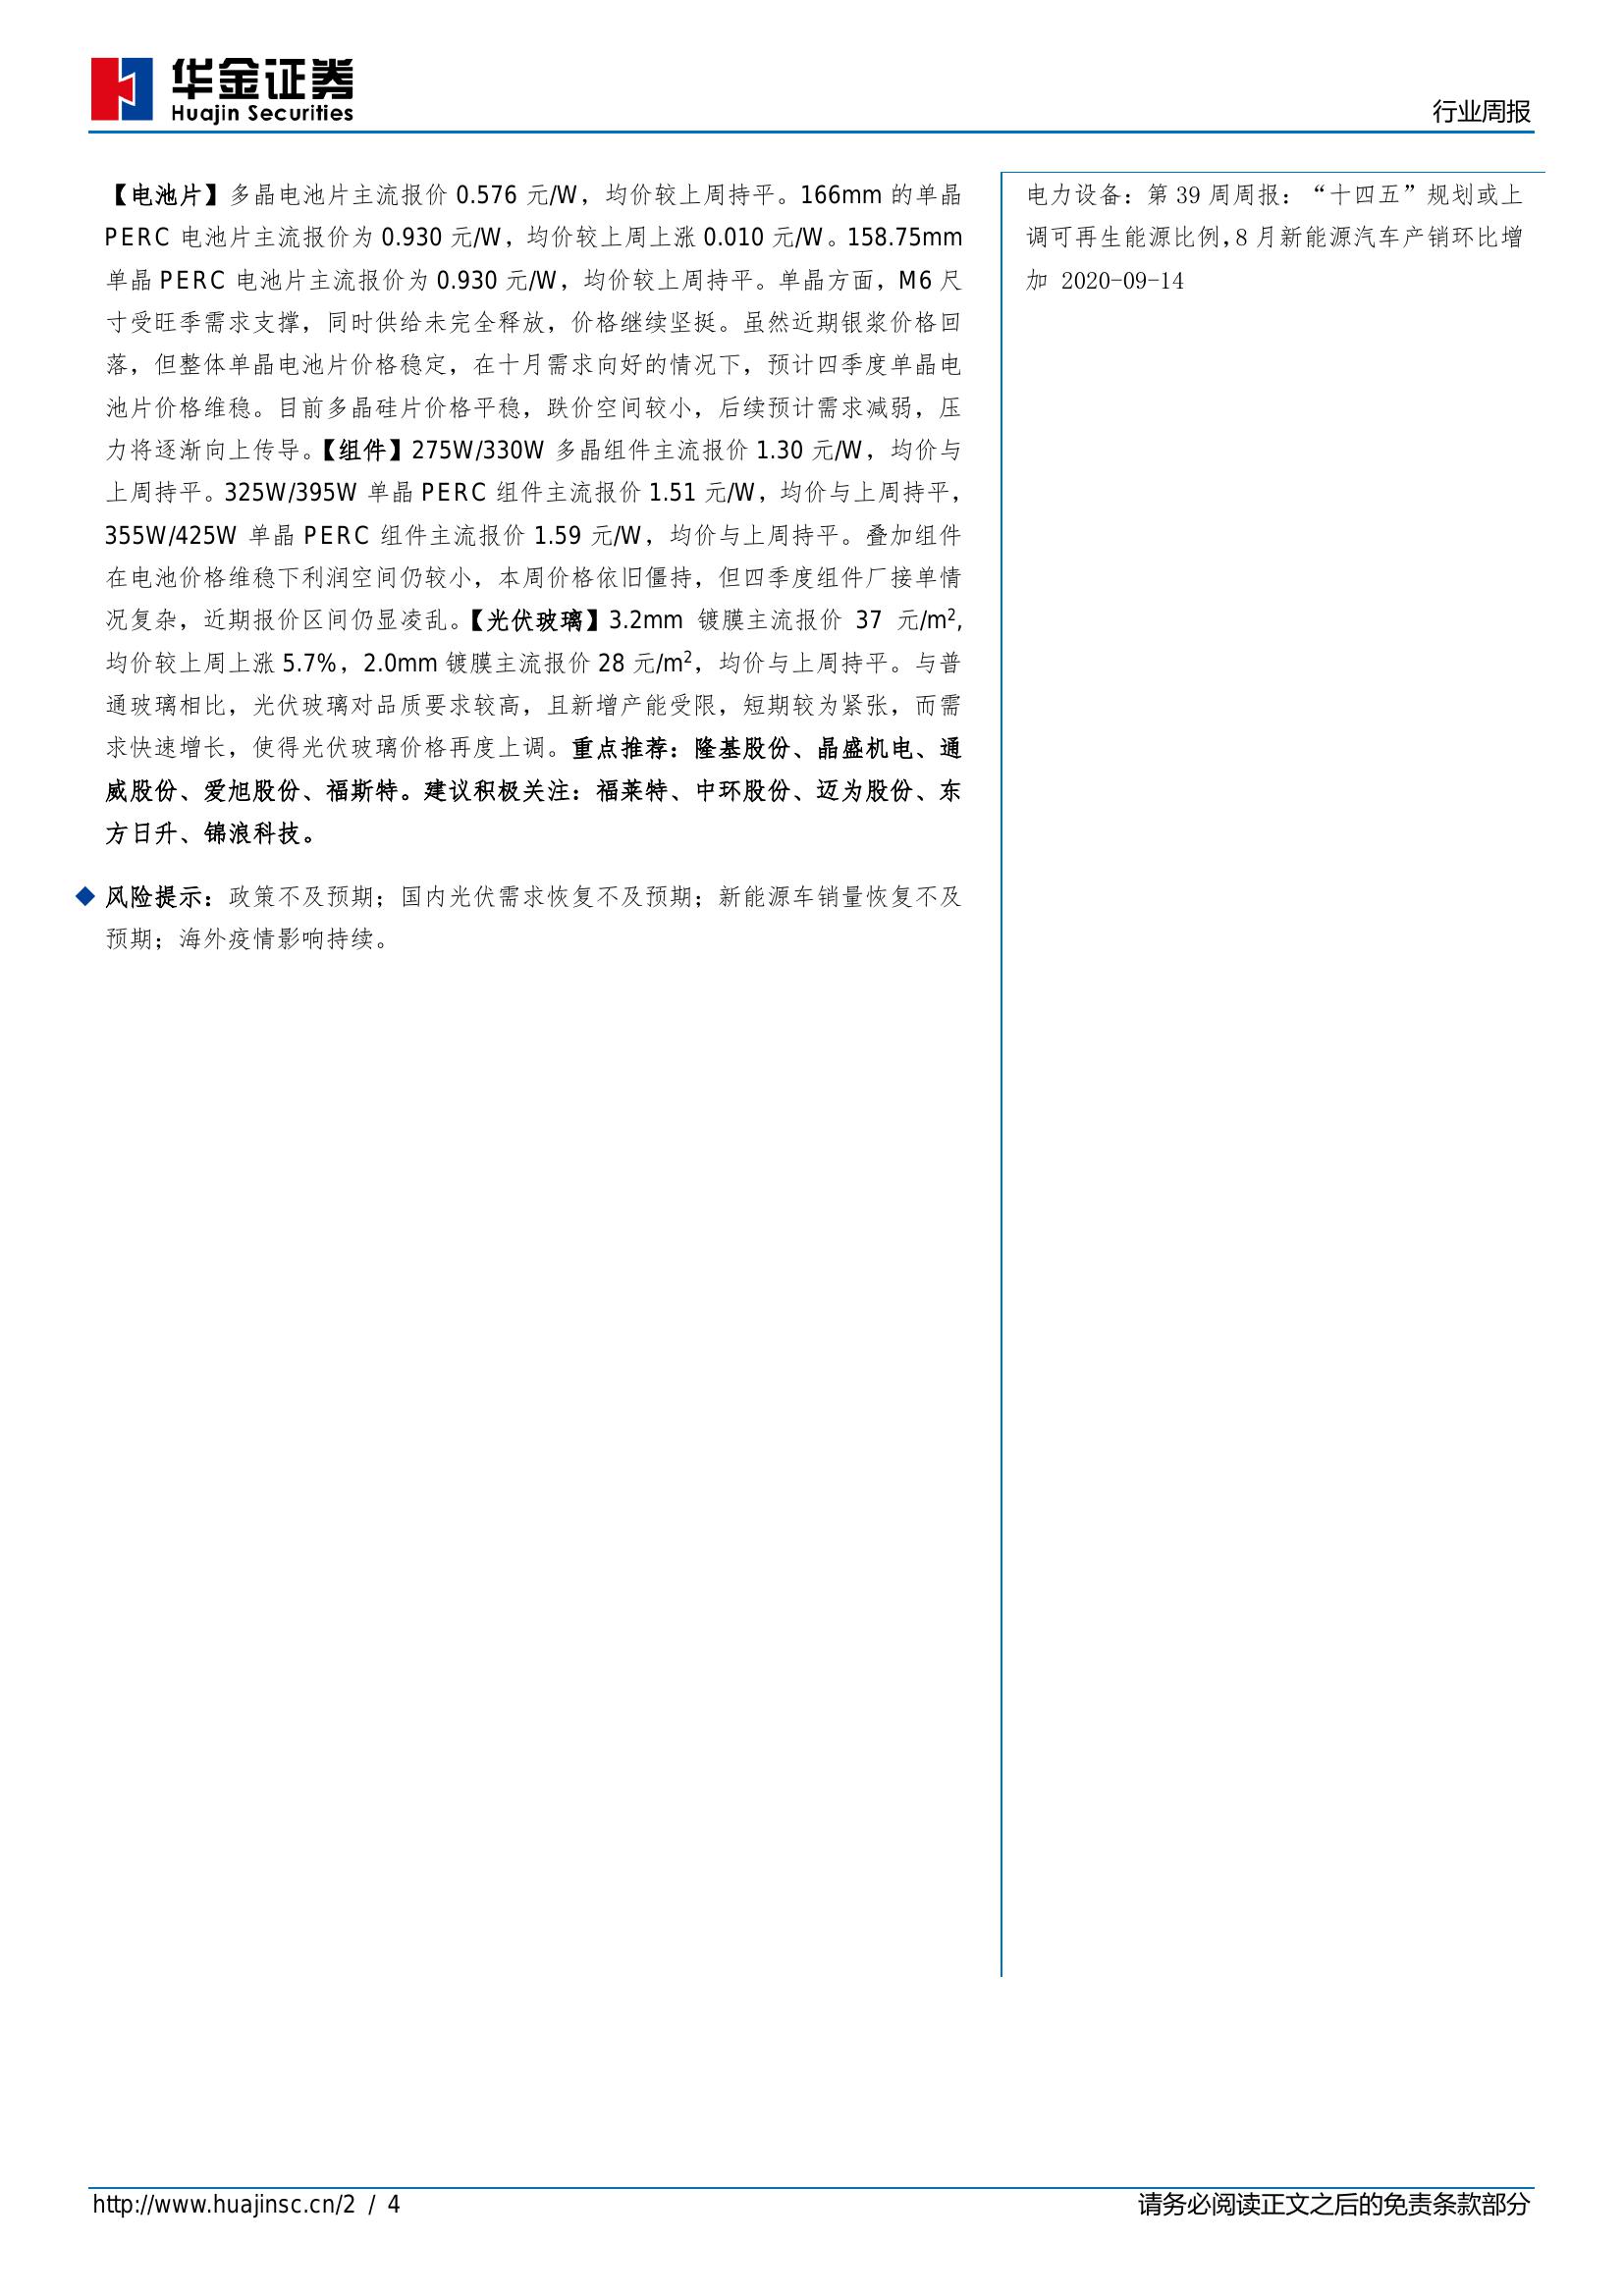 华金证券
Huajin Securities
行业周报
【电池片】多晶电池片主流报价 0.576 元/W，均价较上周持平。166mm 的单晶
PERC 电池片主流报价为 0.930 元/W，均价较上周上涨 0.010 元/W。158.75mm
单晶 PERC 电池片主流报价为 0.930 元/W，均价较上周持平。单晶方面，M6 尺
寸受旺季需求支撑，同时供给未完全释放，价格继续坚挺。虽然近期银浆价格回
落，但整体单晶电池片价格稳定，在十月需求向好的情况下，预计四季度单晶电
池片价格维稳。目前多晶硅片价格平稳，跌价空间较小，后续预计需求减弱，压
力将逐渐向上传导。【组件】275W/330W 多晶组件主流报价 1.30 元/W，均价与
上周持平。325W/395W 单晶 PERC 组件主流报价 1.51 元/W，均价与上周持平，
355W/425W 单晶 PERC 组件主流报价 1.59 元/W，均价与上周持平。叠加组件
在电池价格维稳下利润空间仍较小，本周价格依旧僵持，但四季度组件厂接单情
况复杂，近期报价区间仍显凌乱。【光伏玻璃】3.2mm 镀膜主流报价 37 元/m²,
均价较上周上涨 5.7%，2.0mm 镀膜主流报价 28 元/m²，均价与上周持平。与普
通玻璃相比，光伏玻璃对品质要求较高，且新增产能受限，短期较为紧张，而需
求快速增长，使得光伏玻璃价格再度上调。重点推荐：隆基股份、晶盛机电、通
威股份、爱旭股份、福斯特。建议积极关注：福莱特、中环股份、迈为股份、东
方日升、锦浪科技。
◆ 风险提示：政策不及预期；国内光伏需求恢复不及预期；新能源车销量恢复不及
预期；海外疫情影响持续。
电力设备：第 39 周周报：“十四五”规划或上
调可再生能源比例，8 月新能源汽车产销环比增
加 2020-09-14
http://www.huajinsc.cn/2 / 4
请务必阅读正文之后的免责条款部分